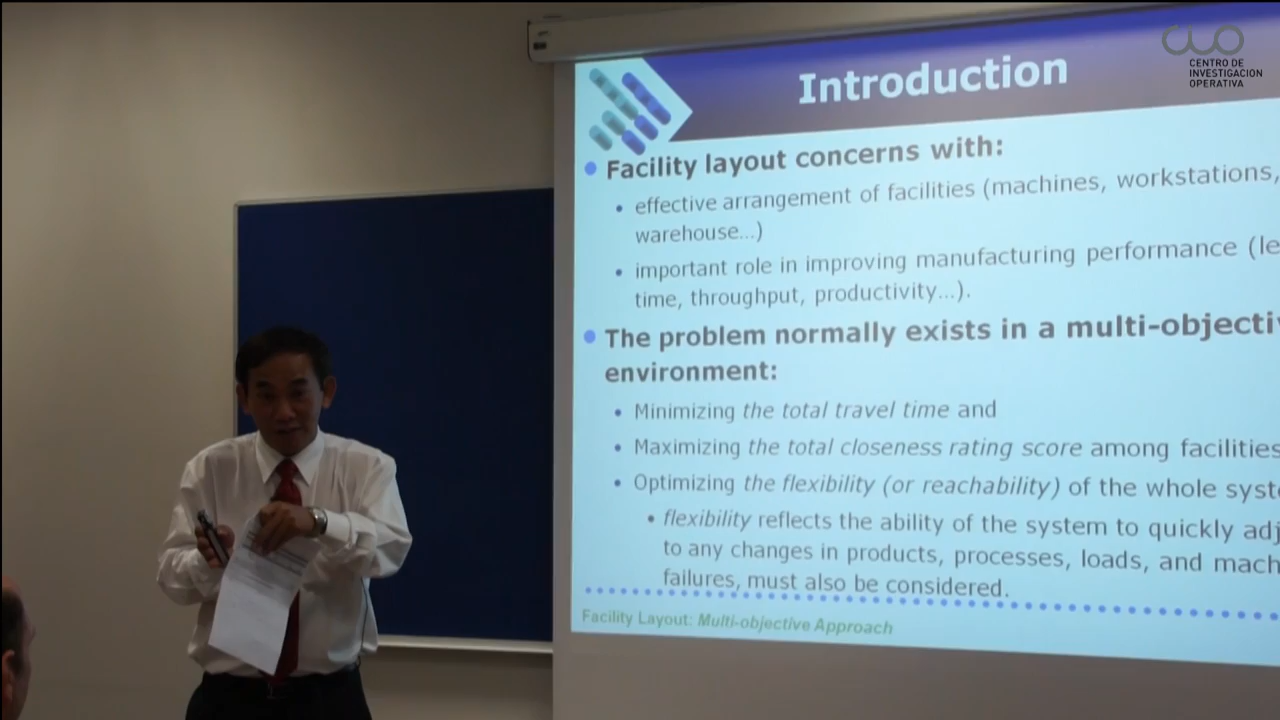 CIO
CENTRO DE
INVESTIGACION
OPERATIVA
Introduction
Facility layout concerns with:
effective arrangement of facilities (machines, workstations,
warehouse...)
important role in improving manufacturing performance (le
time, throughput, productivity...).
The problem normally exists in a multi-objecti
environment:
Minimizing the total travel time and
Maximizing the total closeness rating score among facilities
Optimizing the flexibility (or reachability) of the whole syst
flexibility reflects the ability of the system to quickly adj
to any changes in products, processes, loads, and mach
failures, must also be considered.
Facility Layout: Multi-objective Approach